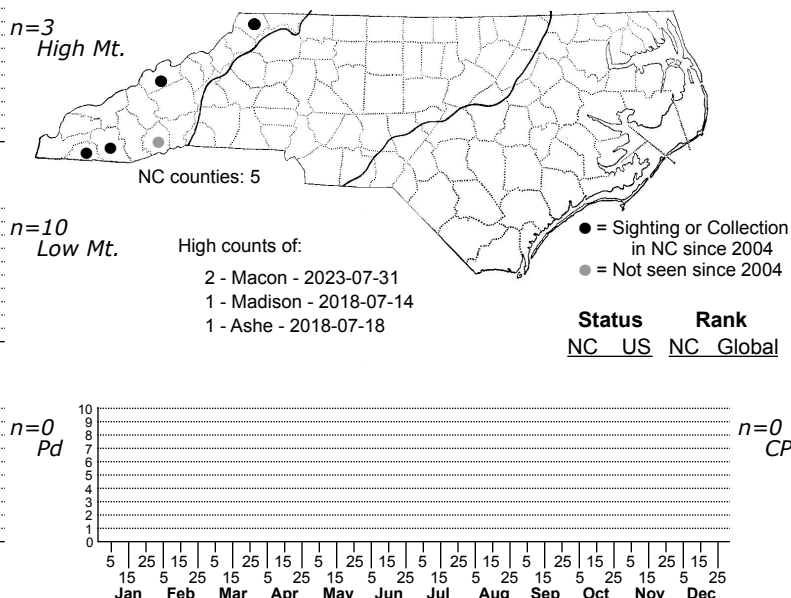 n=3
High Mt.
NC counties: 5
n=10
Low Mt.
High counts of:
2 - Macon - 2023-07-31
1 - Madison - 2018-07-14
1 - Ashe - 2018-07-18
= Sighting or Collection
in NC since 2004
= Not seen since 2004
Status Rank
NC US NC Global
n=0
Pd
10
9
8
7
6
5
4
3
2
1
0
n=0
CP
5 25 15 5 25 15 5 25 15 5 25 15 5 25 15 5 25 15
15 5 25 15 5 25 15 5 25 15 5 25 15 5 25 15 5 25
Jan Feb Mar Apr May Jun Jul Aug Sep Oct Nov Dec